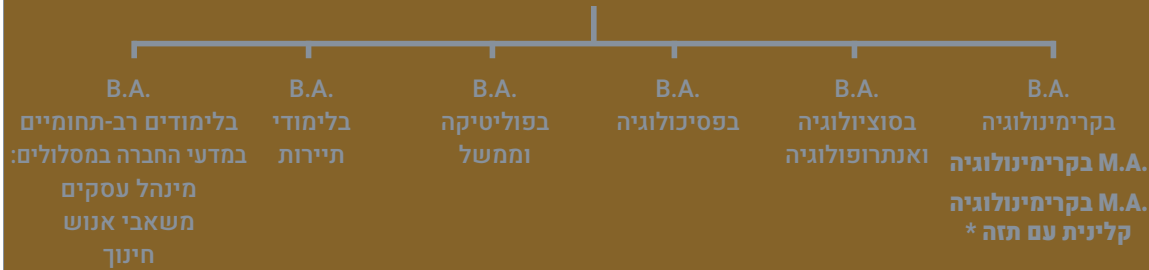 B.A.
בקרימינולוגיה
M.A. בקרימינולוגיה
M.A. בקרימינולוגיה
קלינית עם תזה *
B.A.
בסוציולוגיה
ואנתרופולוגיה
B.A.
בפסיכולוגיה
B.A.
בפוליטיקה
וממשל
B.A.
בלימודי
תיירות
B.A.
בלימודים רב-תחומיים
במדעי החברה במסלולים:
מינהל עסקים
משאבי אנוש
חינוך